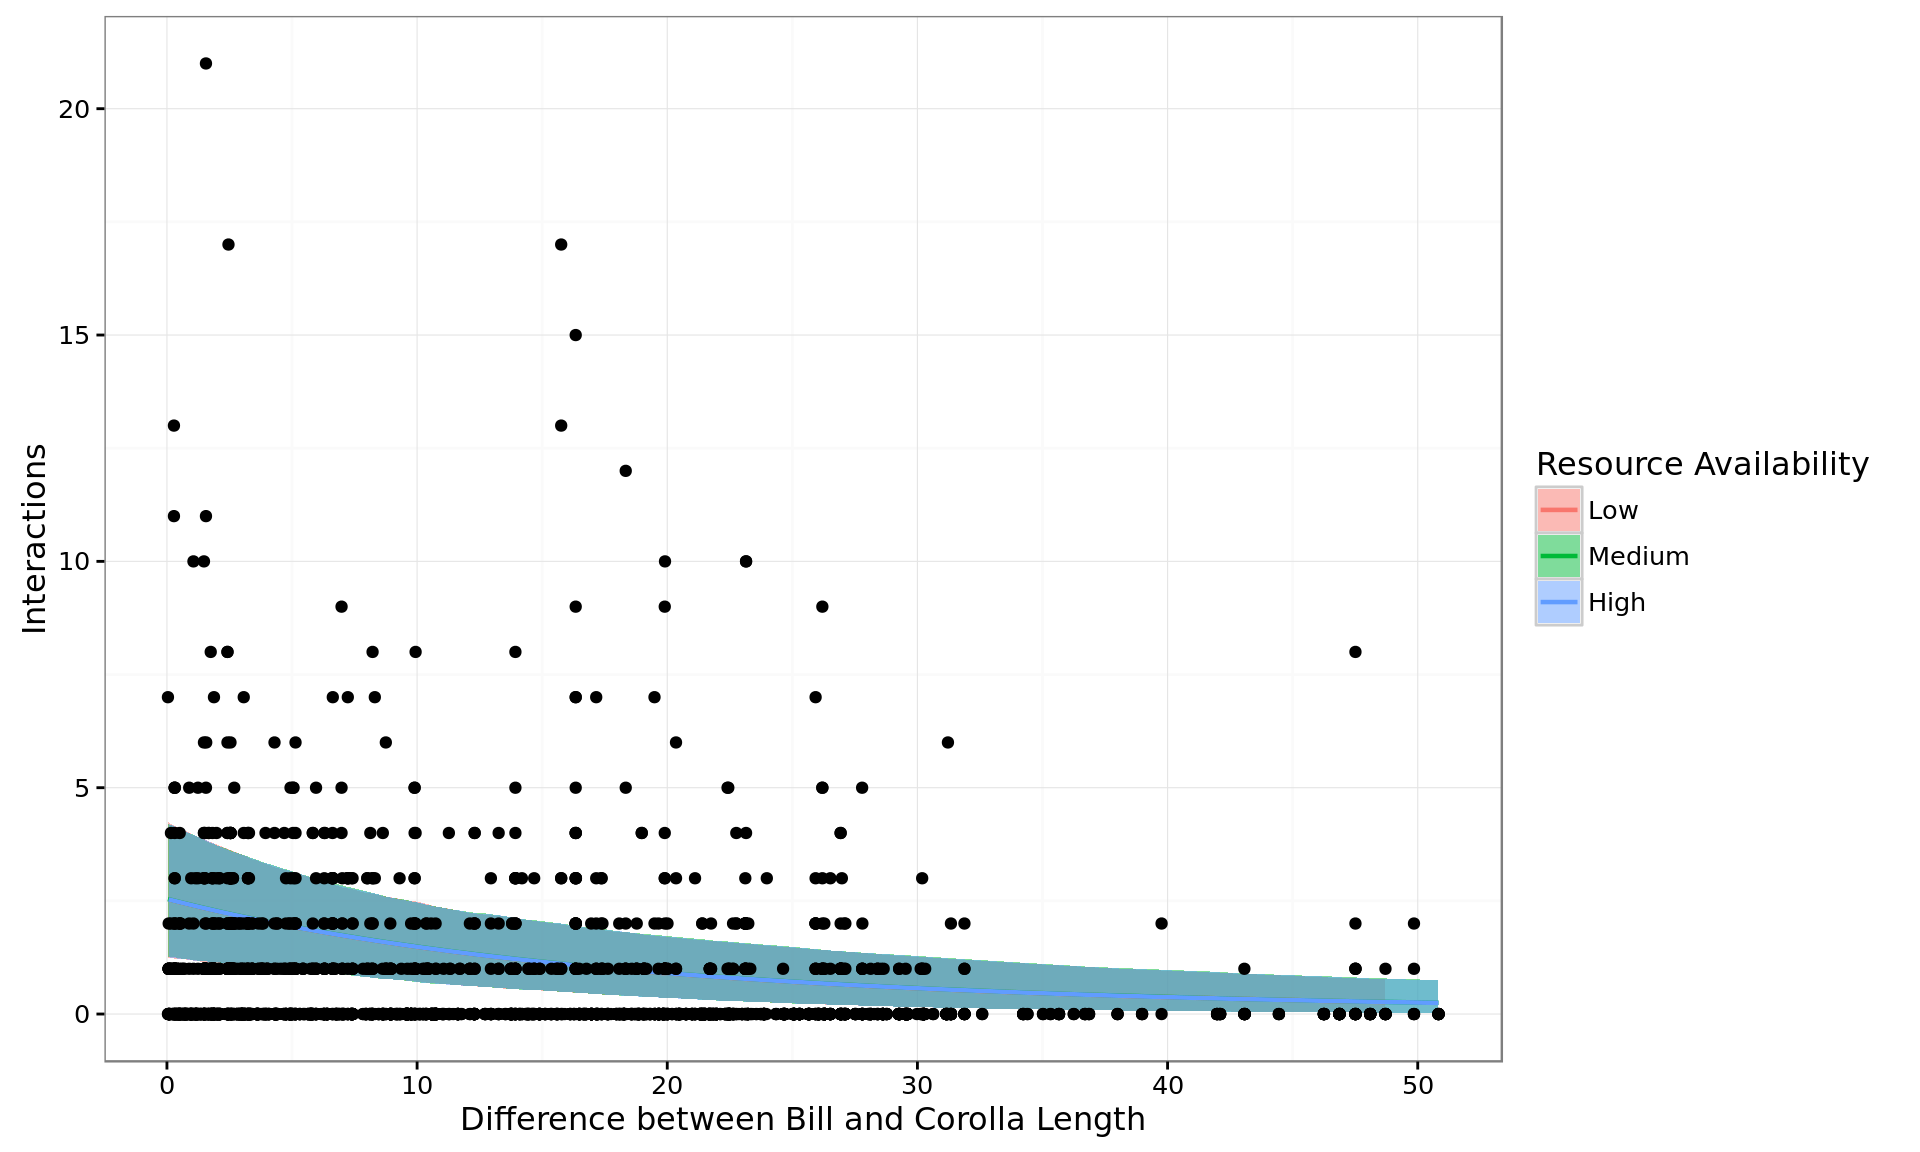 20
15
10
5
0
Interactions
0 10 20 30 40 50
Difference between Bill and Corolla Length
Resource Availability
Low
Medium
High